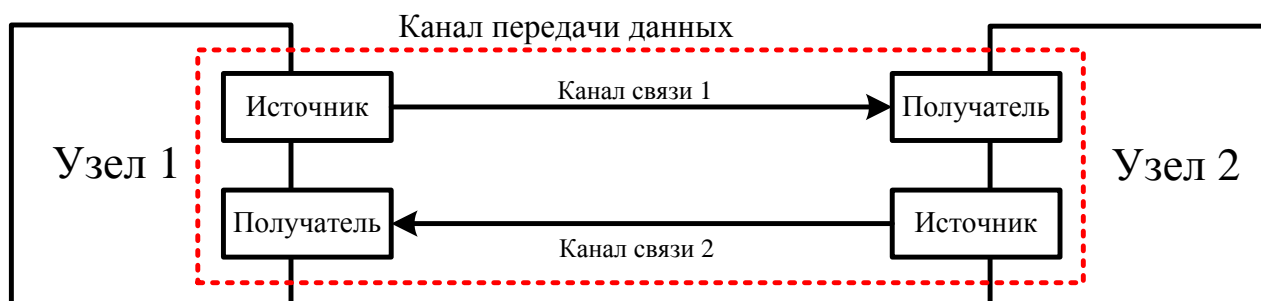 Канал передачи данных
Источник
Канал связи 1
Получатель
Узел 1
Узел 2
Получатель
Канал связи 2
Источник